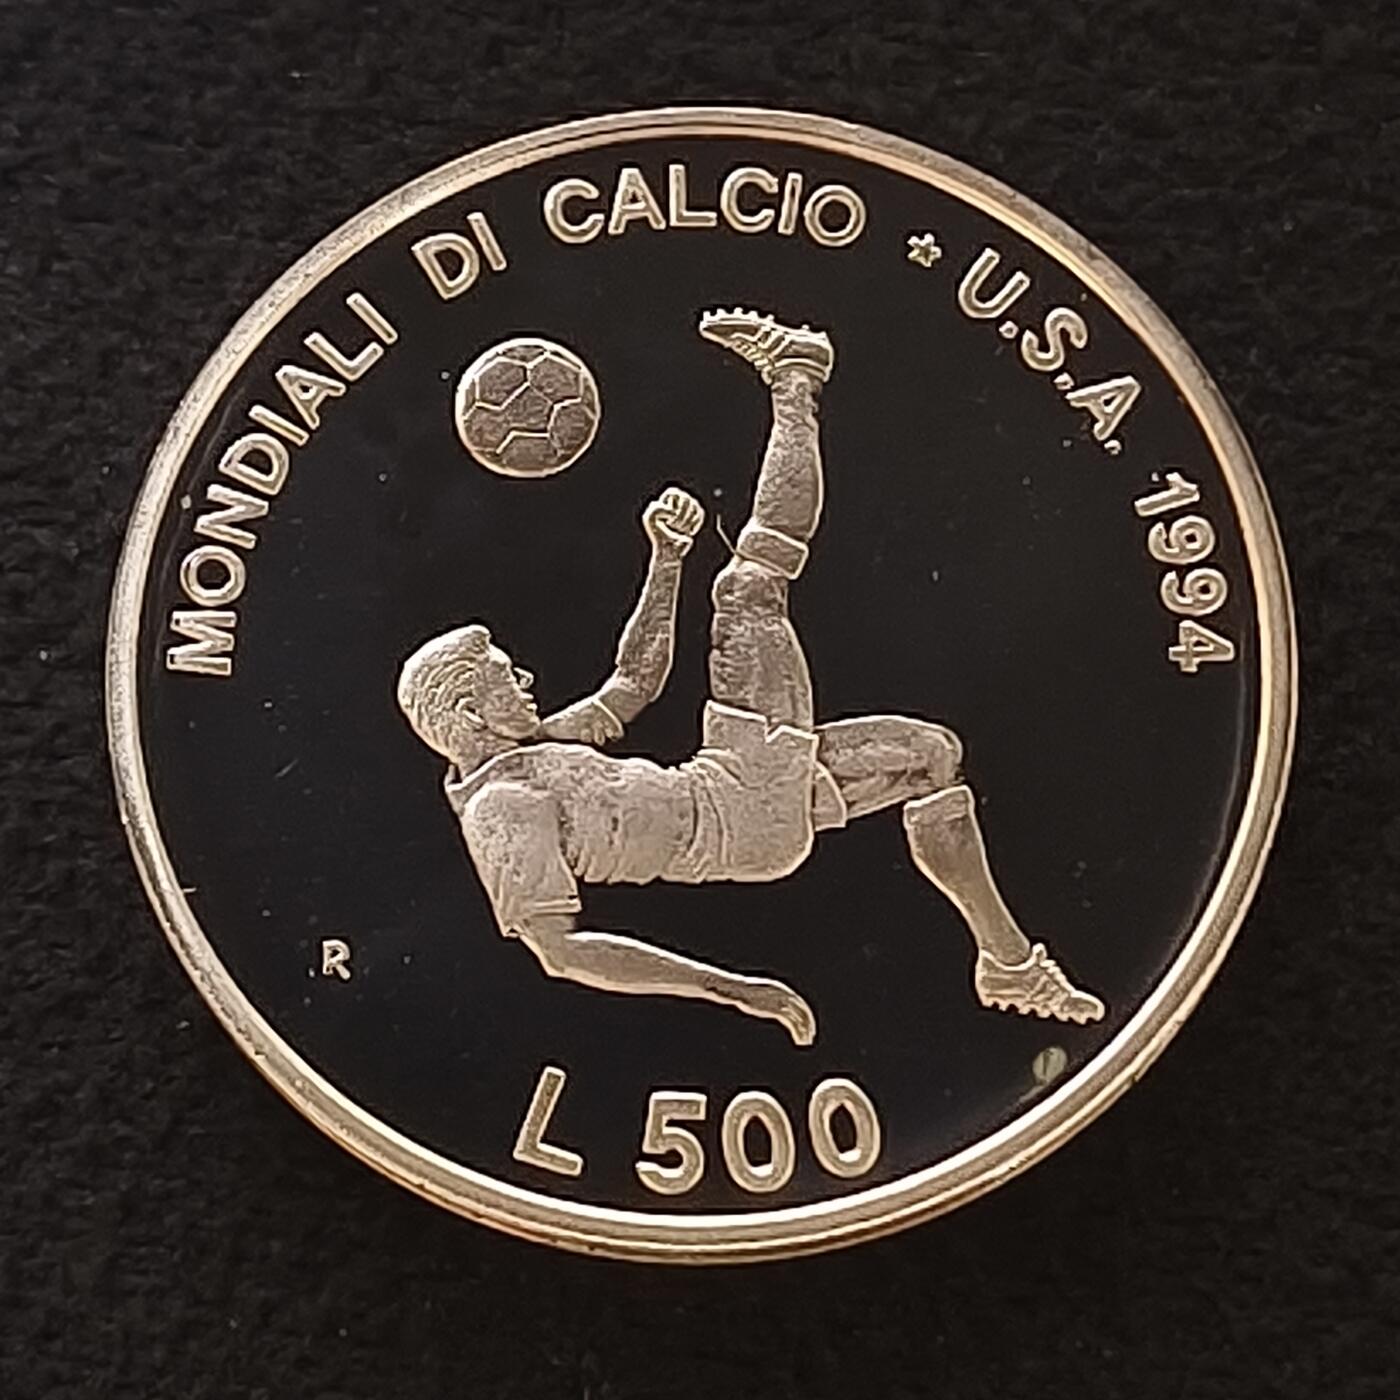 MONDIALI DI CALCIO * U.S.A. 1994
R
L 500